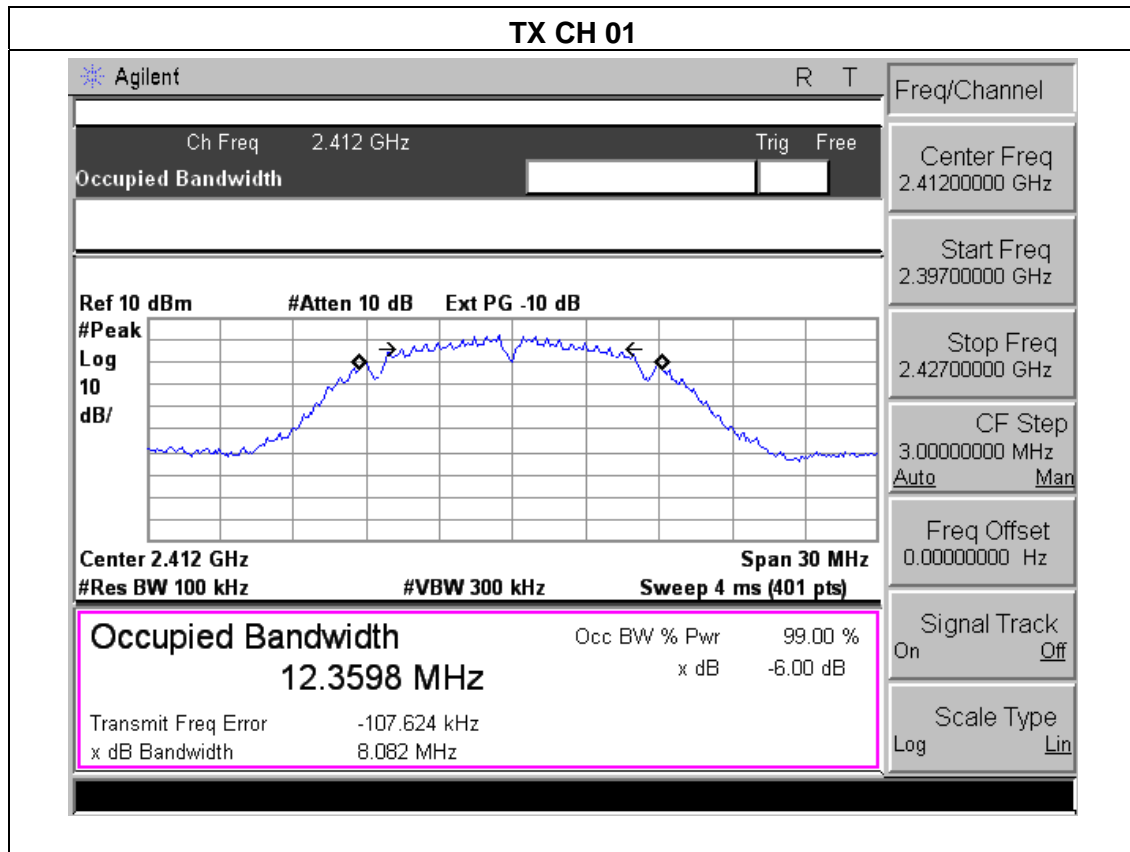 TX CH 01
Agilent R T
Ch Freq 2.412 GHz Trig Free
Occupied Bandwidth
Ref 10 dBm #Atten 10 dB Ext PG -10 dB
#Peak
Log
10
dB/
Center 2.412 GHz Span 30 MHz
#Res BW 100 kHz #VBW 300 kHz Sweep 4 ms (401 pts)
Occupied Bandwidth Occ BW % Pwr 99.00 %
12.3598 MHz x dB -6.00 dB
Transmit Freq Error -107.624 kHz
x dB Bandwidth 8.082 MHz
Freq/Channel
Center Freq
2.41200000 GHz
Start Freq
2.39700000 GHz
Stop Freq
2.42700000 GHz
CF Step
3.00000000 MHz
Auto Man
Freq Offset
0.00000000 Hz
Signal Track
On Off
Scale Type
Log Lin